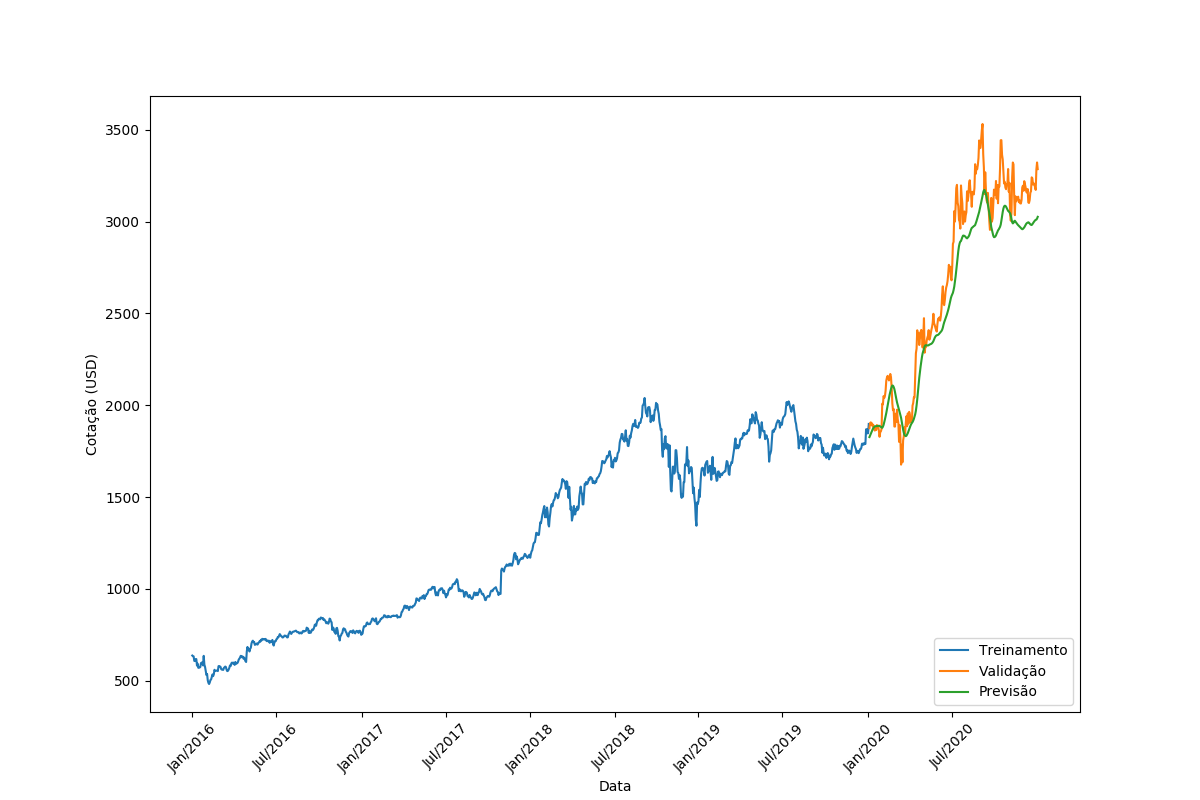 3500
3000
2500
2000
1500
1000
500
Cotação (USD)
Jan/2016
Jul/2016
Jan/2017
Jul/2017
Jan/2018
Jul/2018
Jan/2019
Jul/2019
Jan/2020
Jul/2020
Data
Treinamento
Validação
Previsão